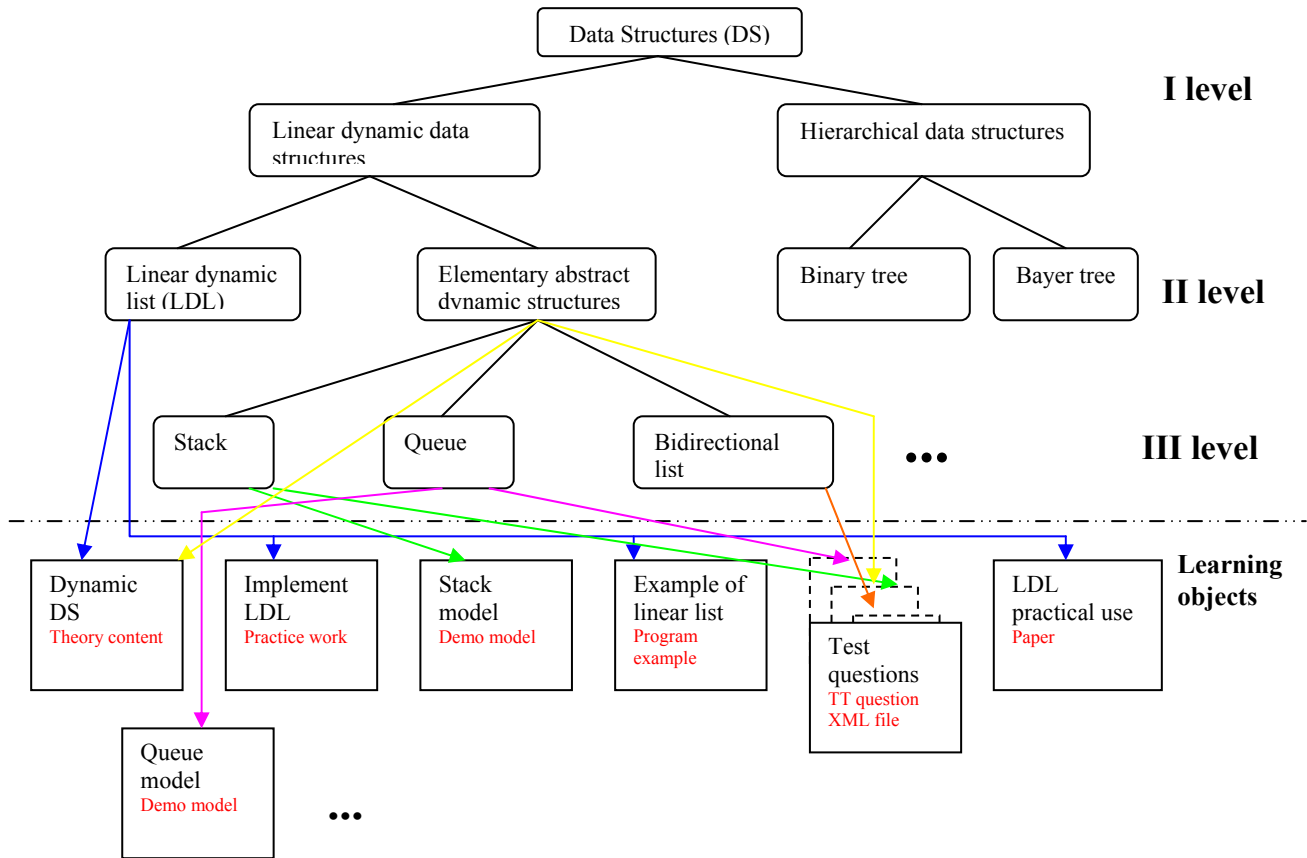 Data Structures (DS)
I level
Linear dynamic data
structures
Hierarchical data structures
Linear dynamic
list (LDL)
Elementary abstract
dynamic structures
Binary tree
Bayer tree
II level
Stack
Queue
Bidirectional
list
...
III level
Dynamic
DS
Theory content
Implement
LDL
Practice work
Stack
model
Demo model
Example of
linear list
Program
example
Test
questions
TT question
XML file
LDL
practical use
Paper
Learning
objects
Queue
model
Demo model
...